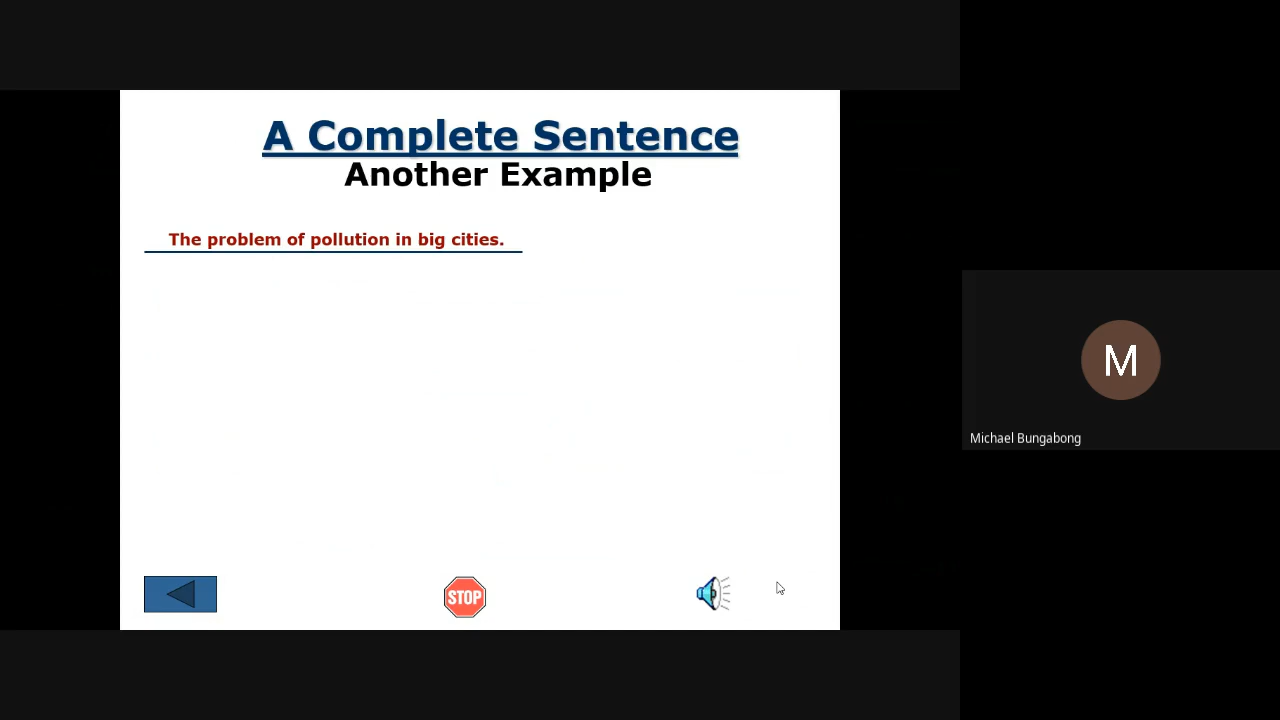 A Complete Sentence
Another Example
The problem of pollution in big cities.
STOP
M
Michael Bungabong